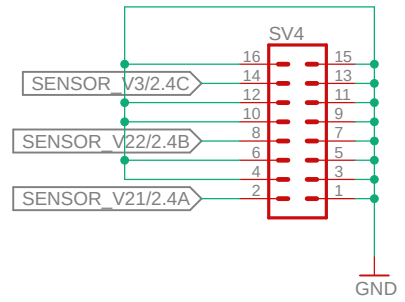 SV4
16 15
14 13
SENSOR_V3/2.4C
12 11
10 9
8 7
SENSOR_V22/2.4B
6 5
4 3
2 1
SENSOR_V21/2.4A
GND